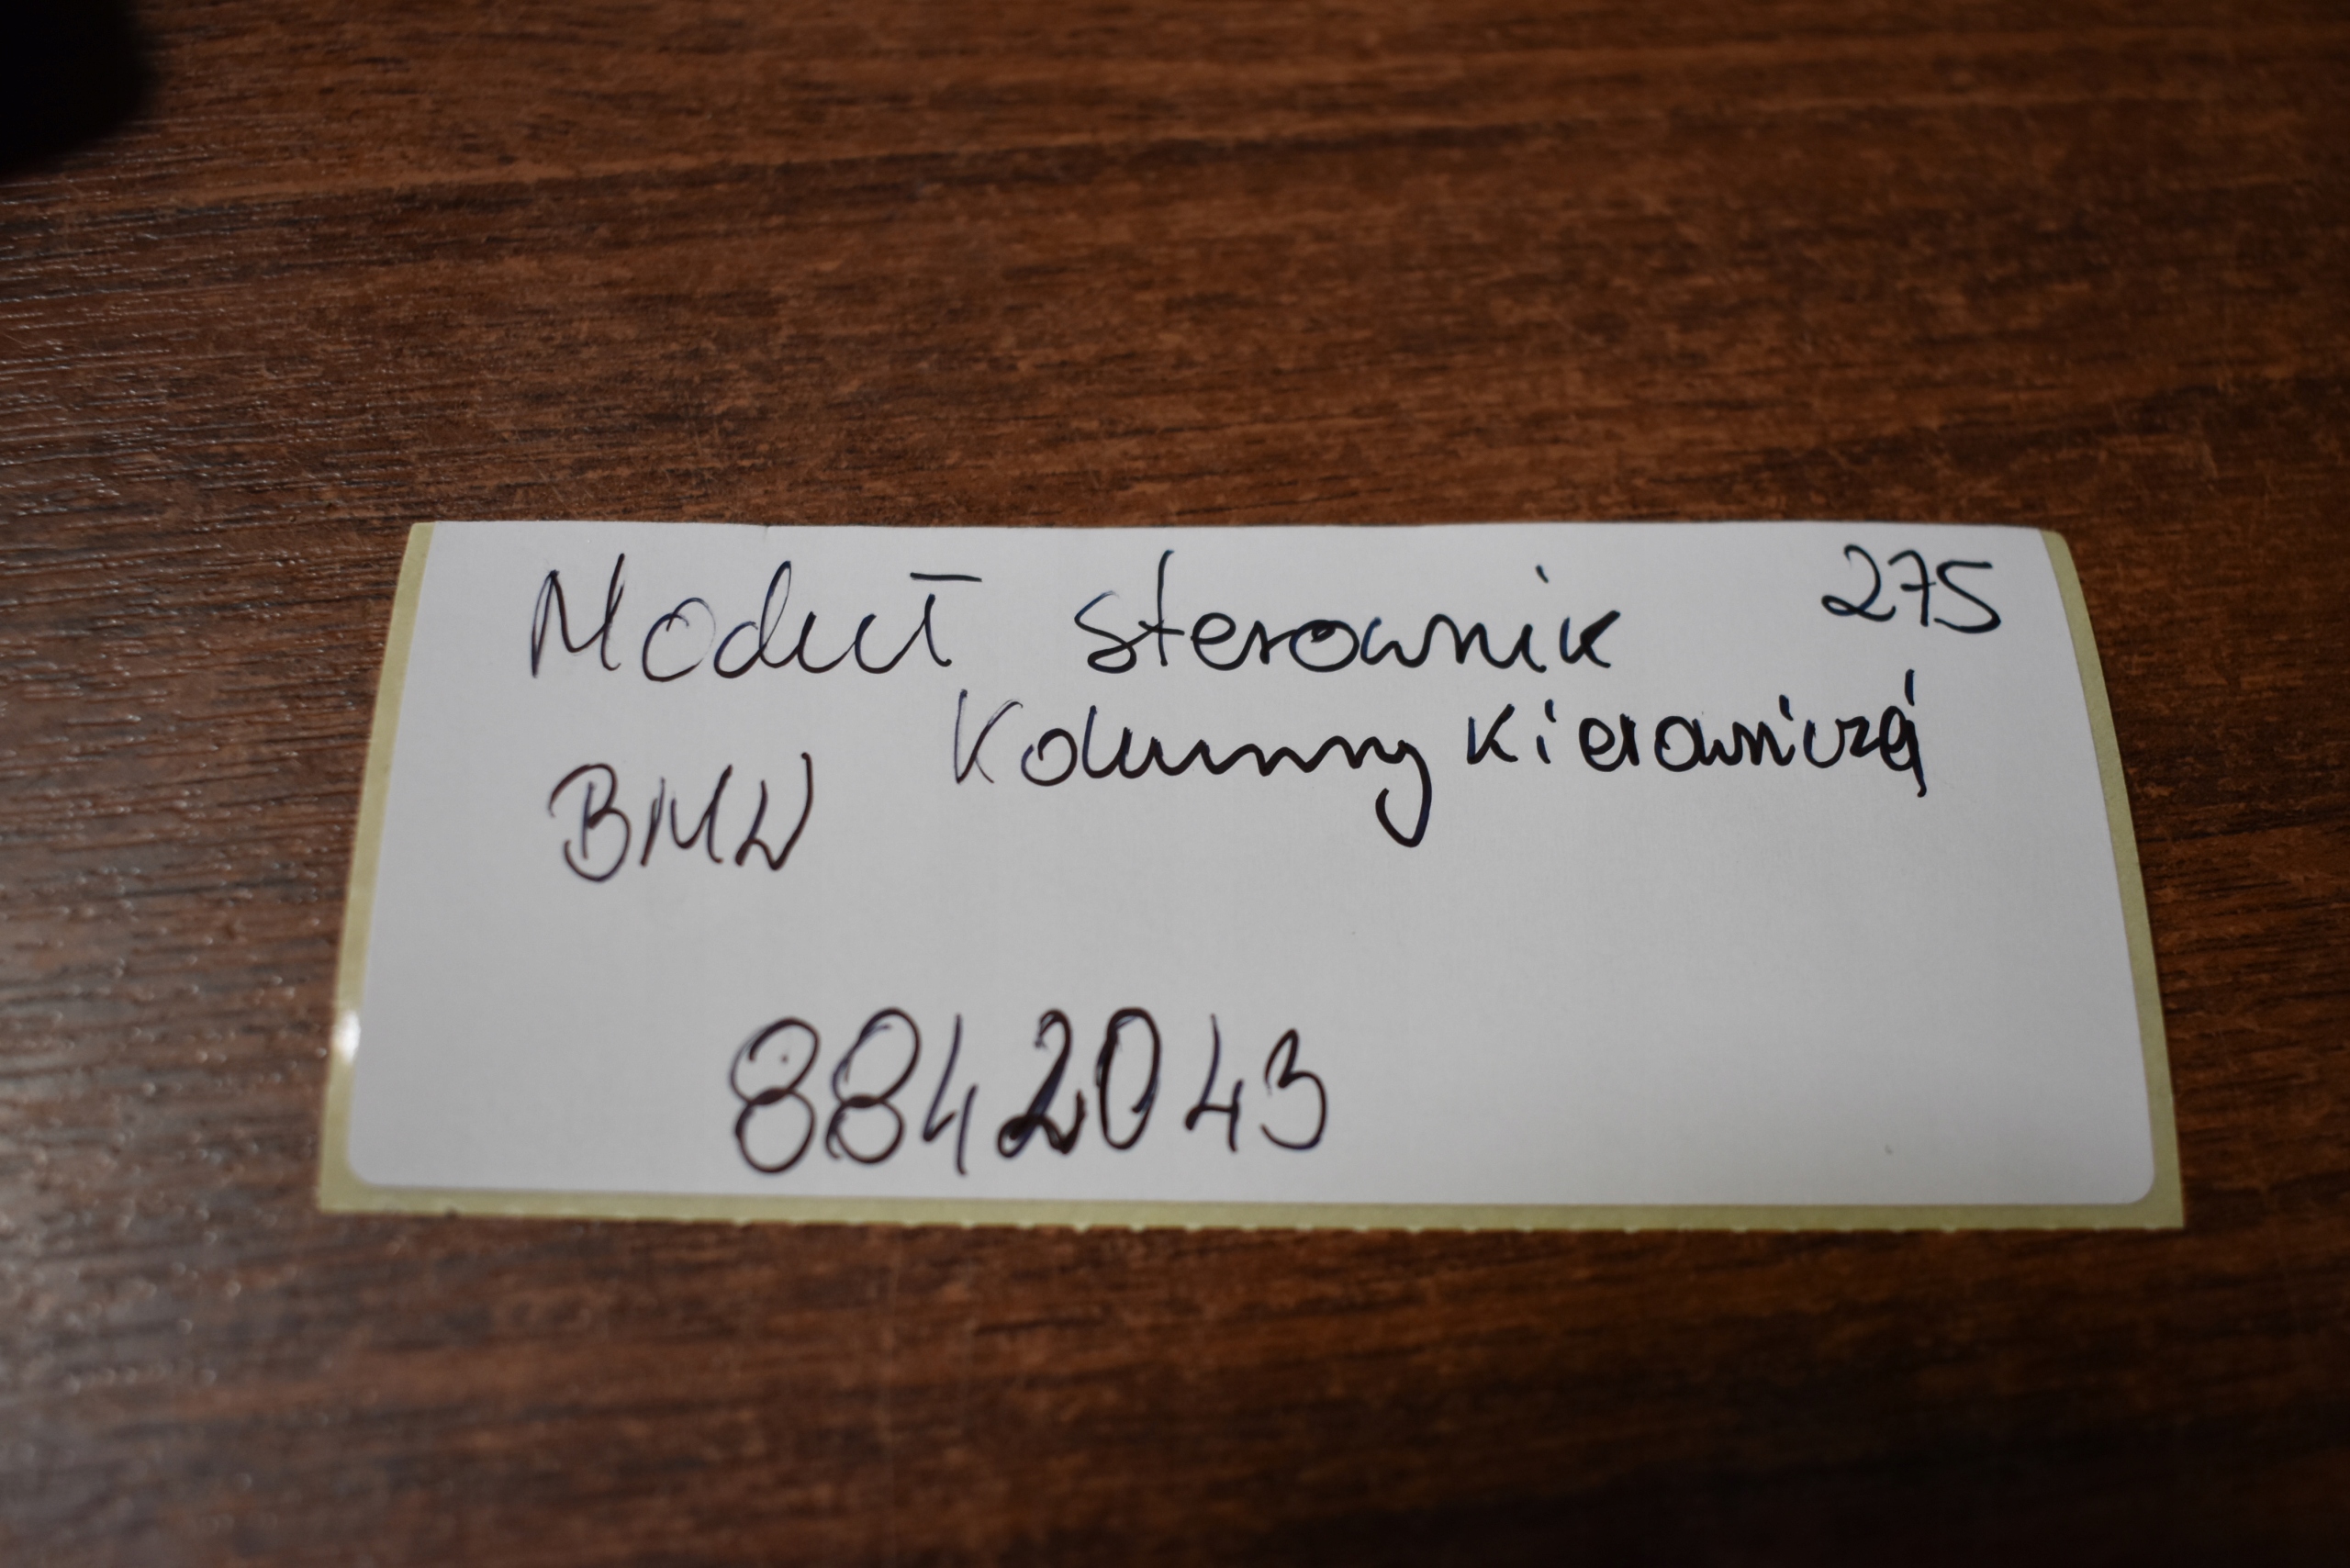 Moduł sterownik 275
Kolumny kierowniczej
BMW
8842043